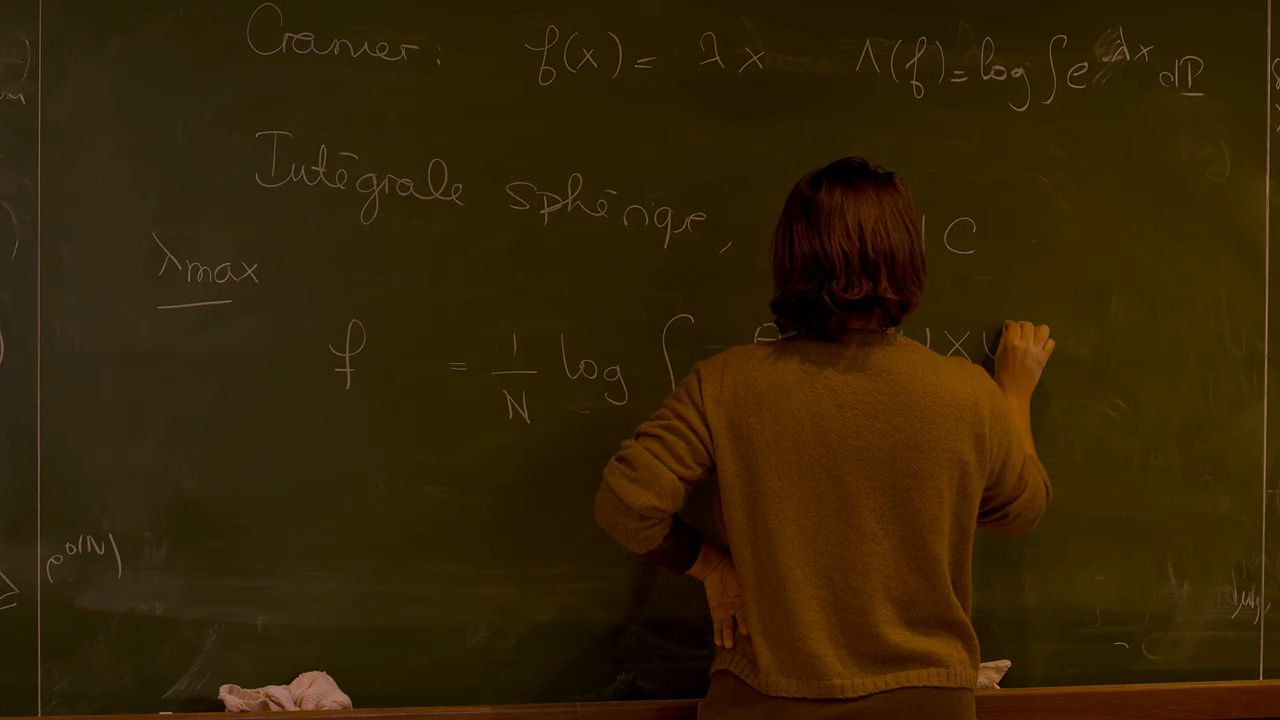 Cramer : f(x) = λx Λ(f) = log ∫ e^λx dP
Intégrale sphérique, C
λmax
f = 1/N log ∫ e
e^o(N)